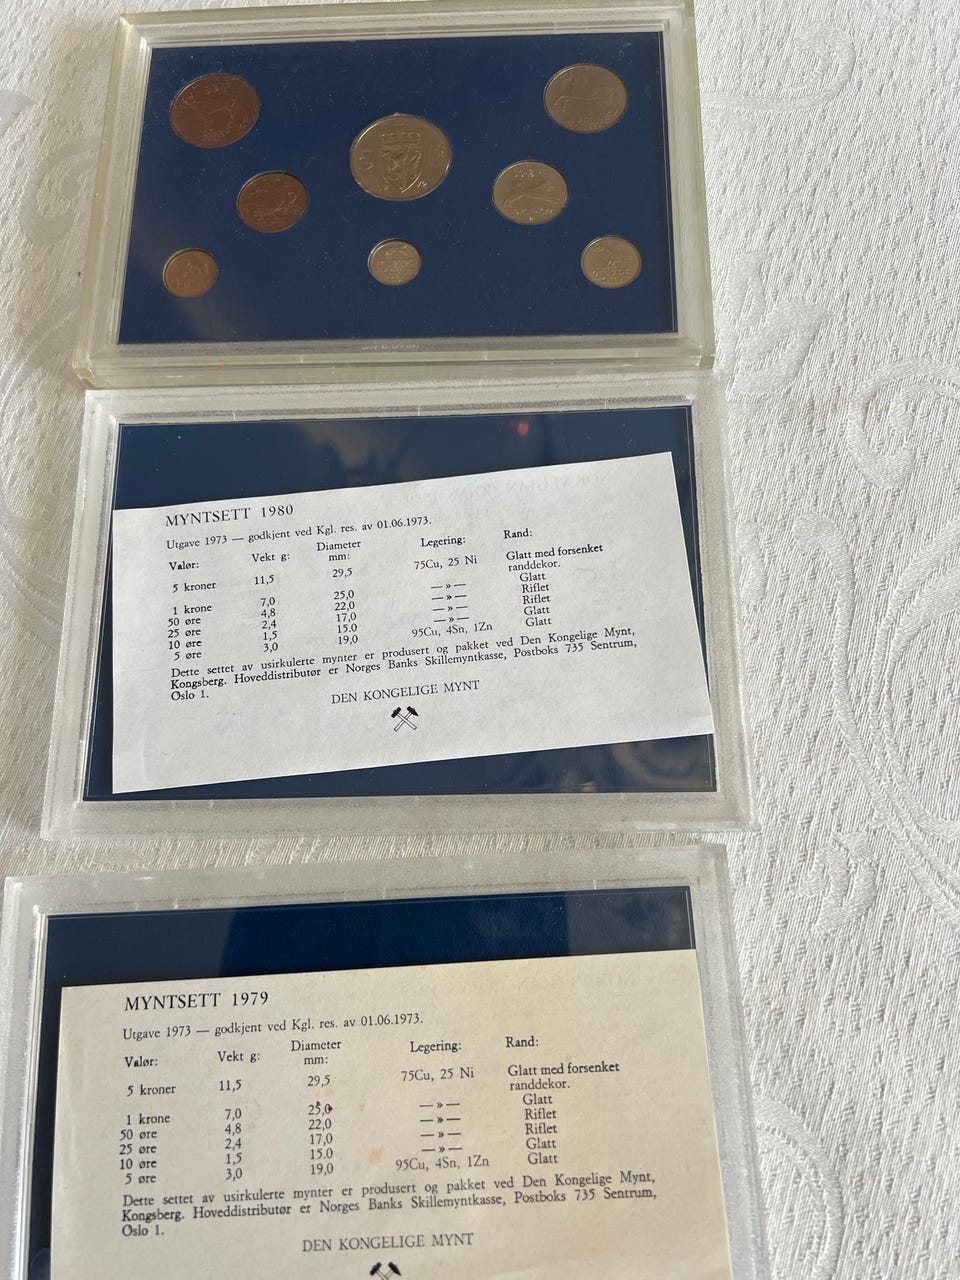 5
MYNTSETT 1980
Utgave 1973 — godkjent ved Kgl. res. av 01.06.1973.
Valør: Vekt g: Diameter mm: Legering: Rand:
5 kroner 11,5 29,5 75Cu, 25 Ni Glatt med forsenket randdekor.
1 krone 7,0 25,0 —»— Glatt
50 øre 4,8 22,0 —»— Riflet
25 øre 2,4 17,0 —»— Riflet
10 øre 1,5 15.0 —»— Glatt
5 øre 3,0 19,0 95Cu, 4Sn, 1Zn Glatt
Dette settet av usirkulerte mynter er produsert og pakket ved Den Kongelige Mynt,
Kongsberg. Hoveddistributør er Norges Banks Skillemyntkasse, Postboks 735 Sentrum,
Oslo 1.
DEN KONGELIGE MYNT
MYNTSETT 1979
Utgave 1973 — godkjent ved Kgl. res. av 01.06.1973.
Valør: Vekt g: Diameter mm: Legering: Rand:
5 kroner 11,5 29,5 75Cu, 25 Ni Glatt med forsenket randdekor.
1 krone 7,0 25,0 —»— Glatt
50 øre 4,8 22,0 —»— Riflet
25 øre 2,4 17,0 —»— Riflet
10 øre 1,5 15.0 —»— Glatt
5 øre 3,0 19,0 95Cu, 4Sn, 1Zn Glatt
Dette settet av usirkulerte mynter er produsert og pakket ved Den Kongelige Mynt,
Kongsberg. Hoveddistributør er Norges Banks Skillemyntkasse, Postboks 735 Sentrum,
Oslo 1.
DEN KONGELIGE MYNT